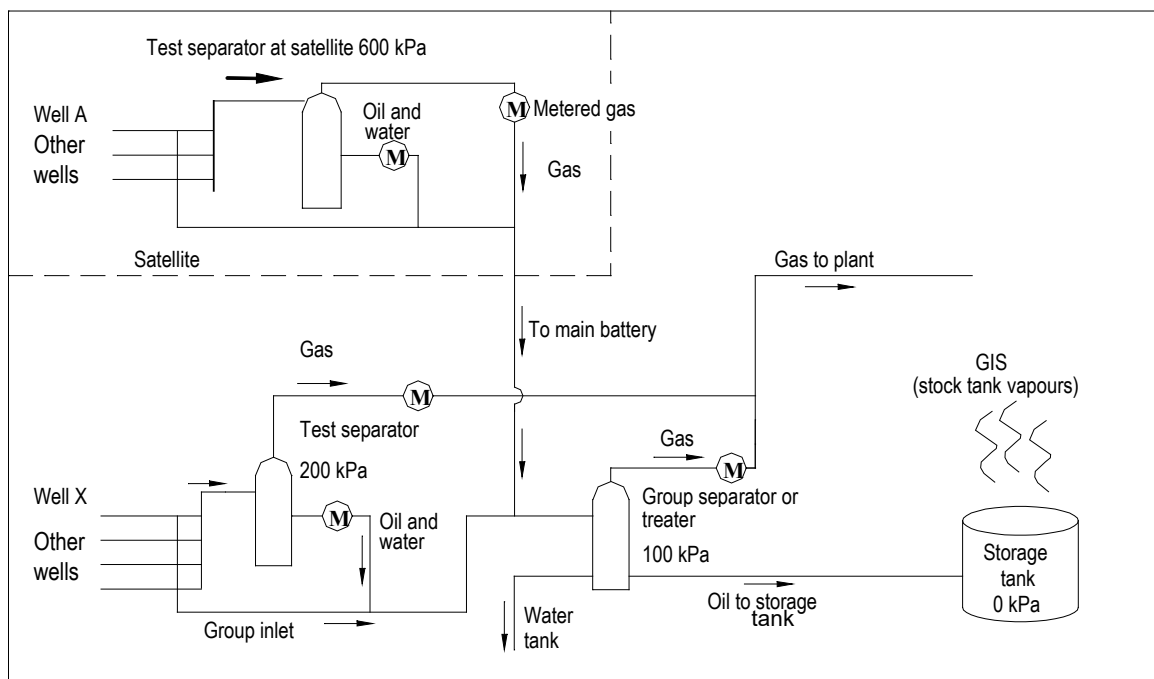 Test separator at satellite 600 kPa
Well A
Other
wells
Oil and
water
M
M
Metered gas
Gas
Satellite
To main battery
Gas to plant
Gas
M
GIS
(stock tank vapours)
Test separator
200 kPa
Well X
Other
wells
M
Oil and
water
Gas
M
Group separator or
treater
100 kPa
Storage
tank
0 kPa
Oil to storage
tank
Group inlet
Water
tank